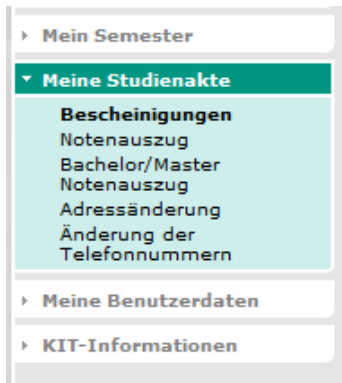 Mein Semester
Meine Studienakte
Bescheinigungen
Notenauszug
Bachelor/Master
Notenauszug
Adressänderung
Änderung der
Telefonnummern
Meine Benutzerdaten
KIT-Informationen